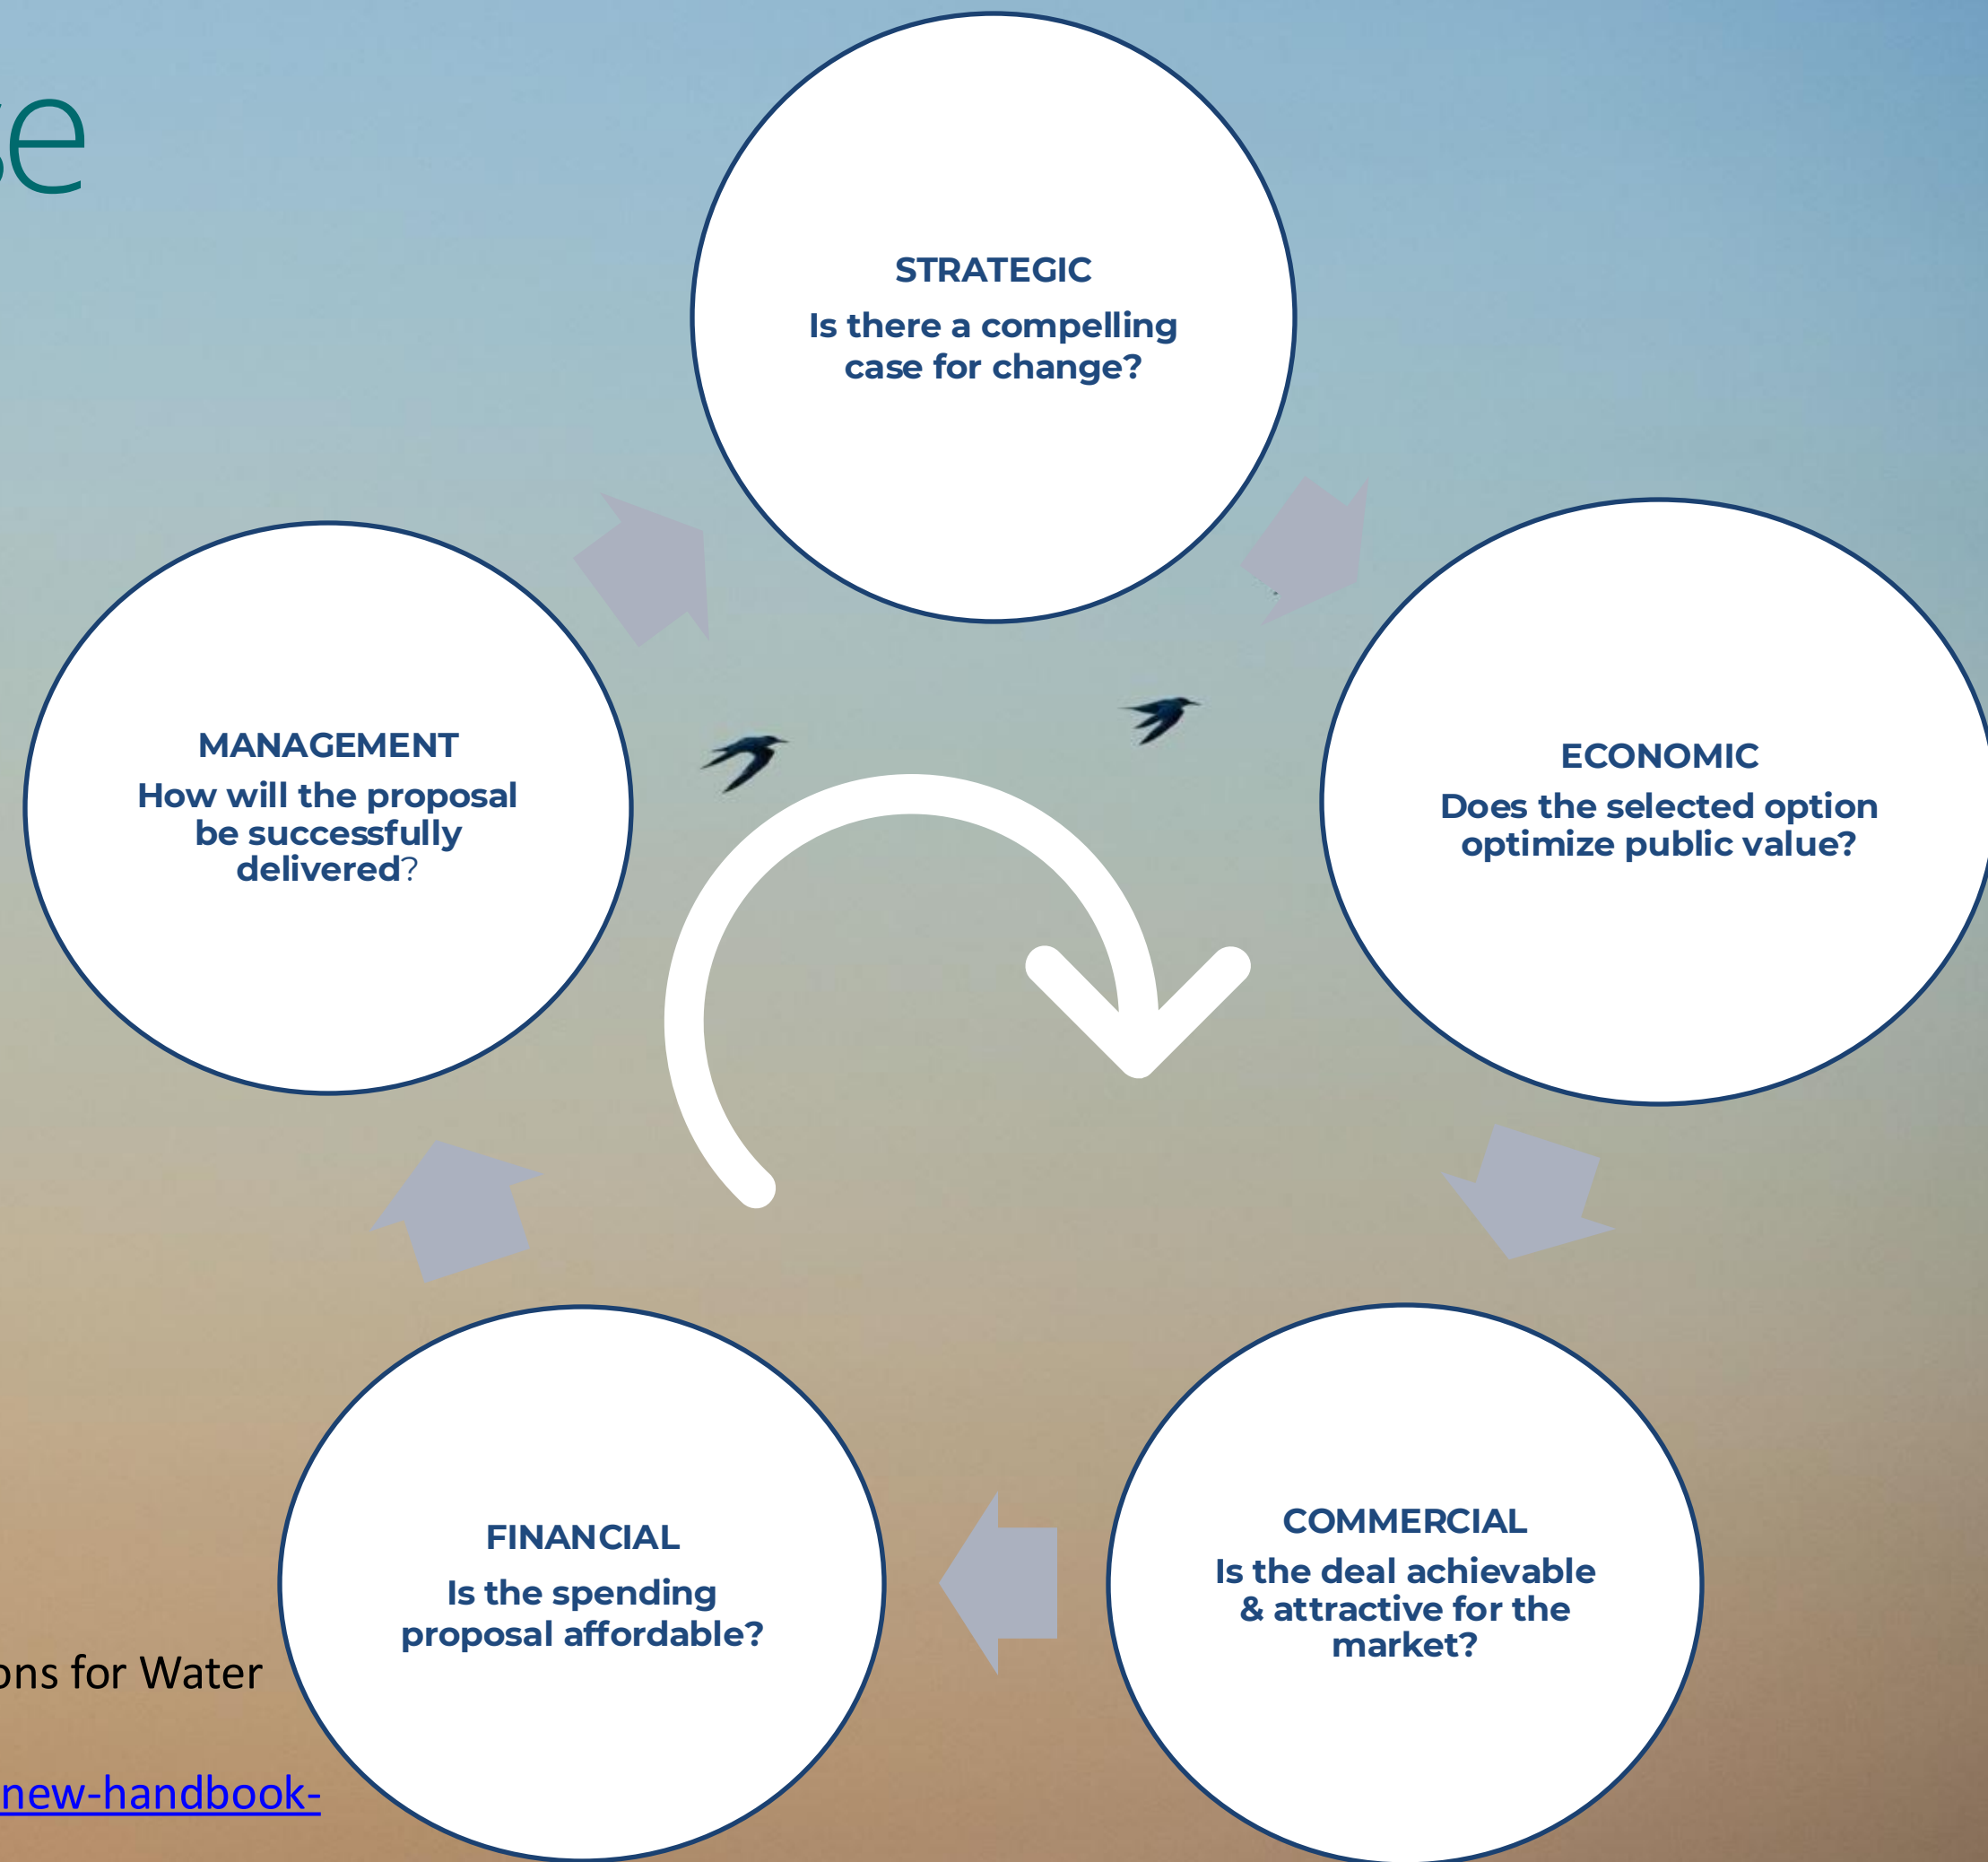 se
STRATEGIC
Is there a compelling
case for change?
MANAGEMENT
How will the proposal
be successfully
delivered?
ECONOMIC
Does the selected option
optimize public value?
FINANCIAL
Is the spending
proposal affordable?
COMMERCIAL
Is the deal achievable
& attractive for the
market?
ons for Water
new-handbook-